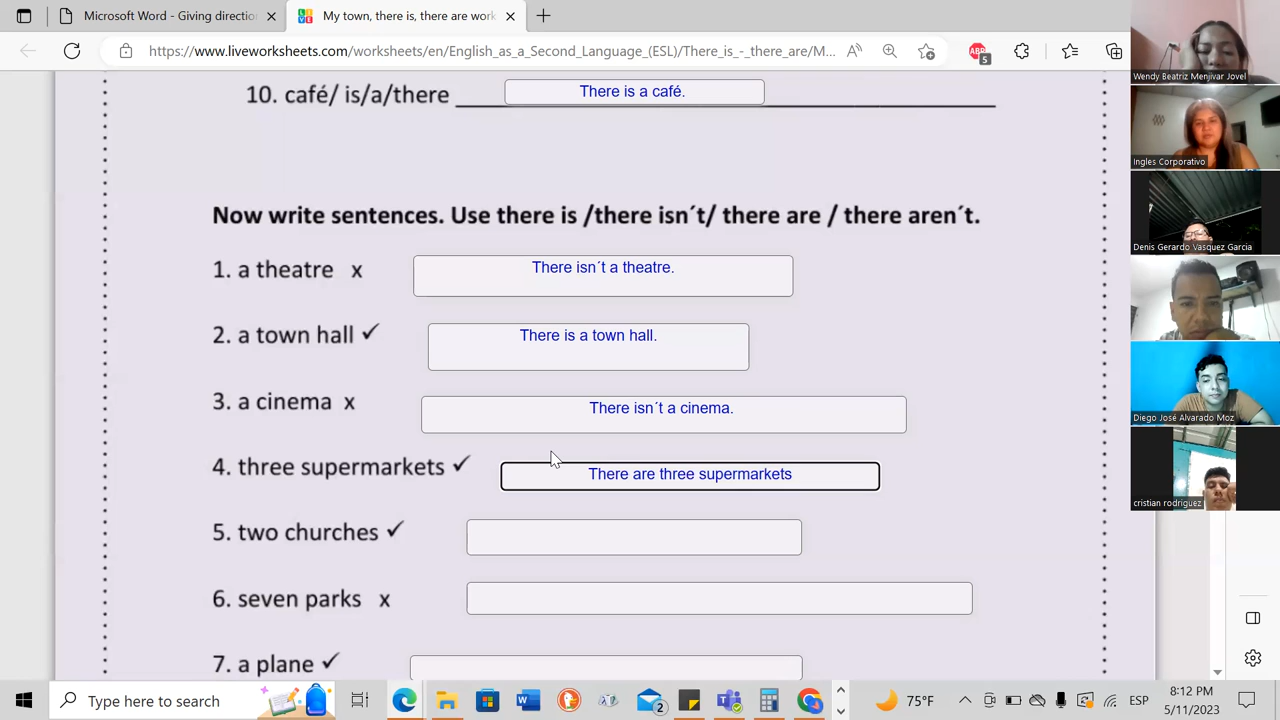 Microsoft Word - Giving directio
My town, there is, there are work
https://www.liveworksheets.com/worksheets/en/English_as_a_Second_Language_(ESL)/There_is_-_there_are/M...
ABP
5
10. café/ is/a/there
There is a café.
Now write sentences. Use there is /there isn´t/ there are / there aren´t.
1. a theatre x
There isn´t a theatre.
2. a town hall ✓
There is a town hall.
3. a cinema x
There isn´t a cinema.
4. three supermarkets ✓
There are three supermarkets
5. two churches ✓
6. seven parks x
7. a plane ✓
Wendy Beatriz Menjivar Jovel
Ingles Corporativo
Denis Gerardo Vasquez Garcia
Diego José Alvarado Moz
cristian rodriguez
Type here to search
2
75°F
ESP
8:12 PM
5/11/2023